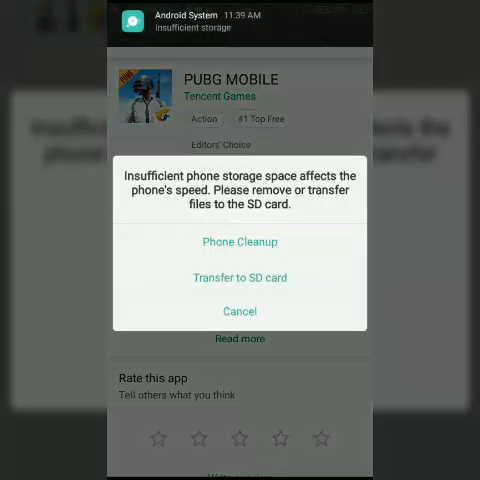 Android System 11:39 AM
Insufficient storage
PUBG MOBILE
Tencent Games
Action #1 Top Free
Editors' Choice
Insufficient phone storage space affects the
phone's speed. Please remove or transfer
files to the SD card.
Phone Cleanup
Transfer to SD card
Cancel
Read more
Rate this app
Tell others what you think